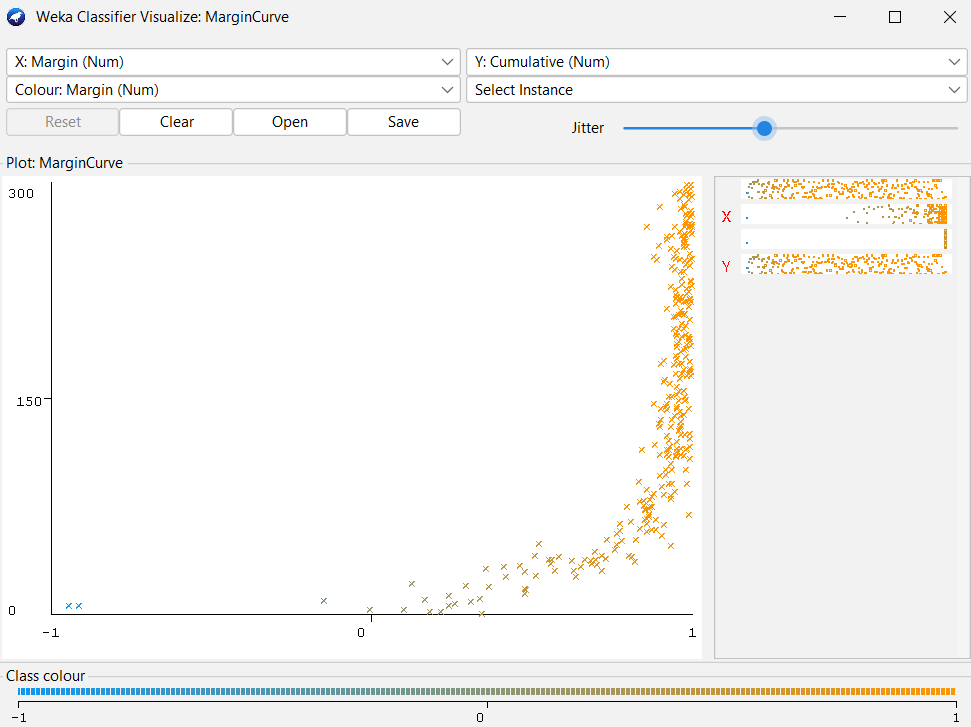 Weka Classifier Visualize: MarginCurve
X: Margin (Num) Y: Cumulative (Num)
Colour: Margin (Num) Select Instance
Reset Clear Open Save Jitter
Plot: MarginCurve
300
X
Y
150
0
-1 0 1
Class colour
-1 0 1